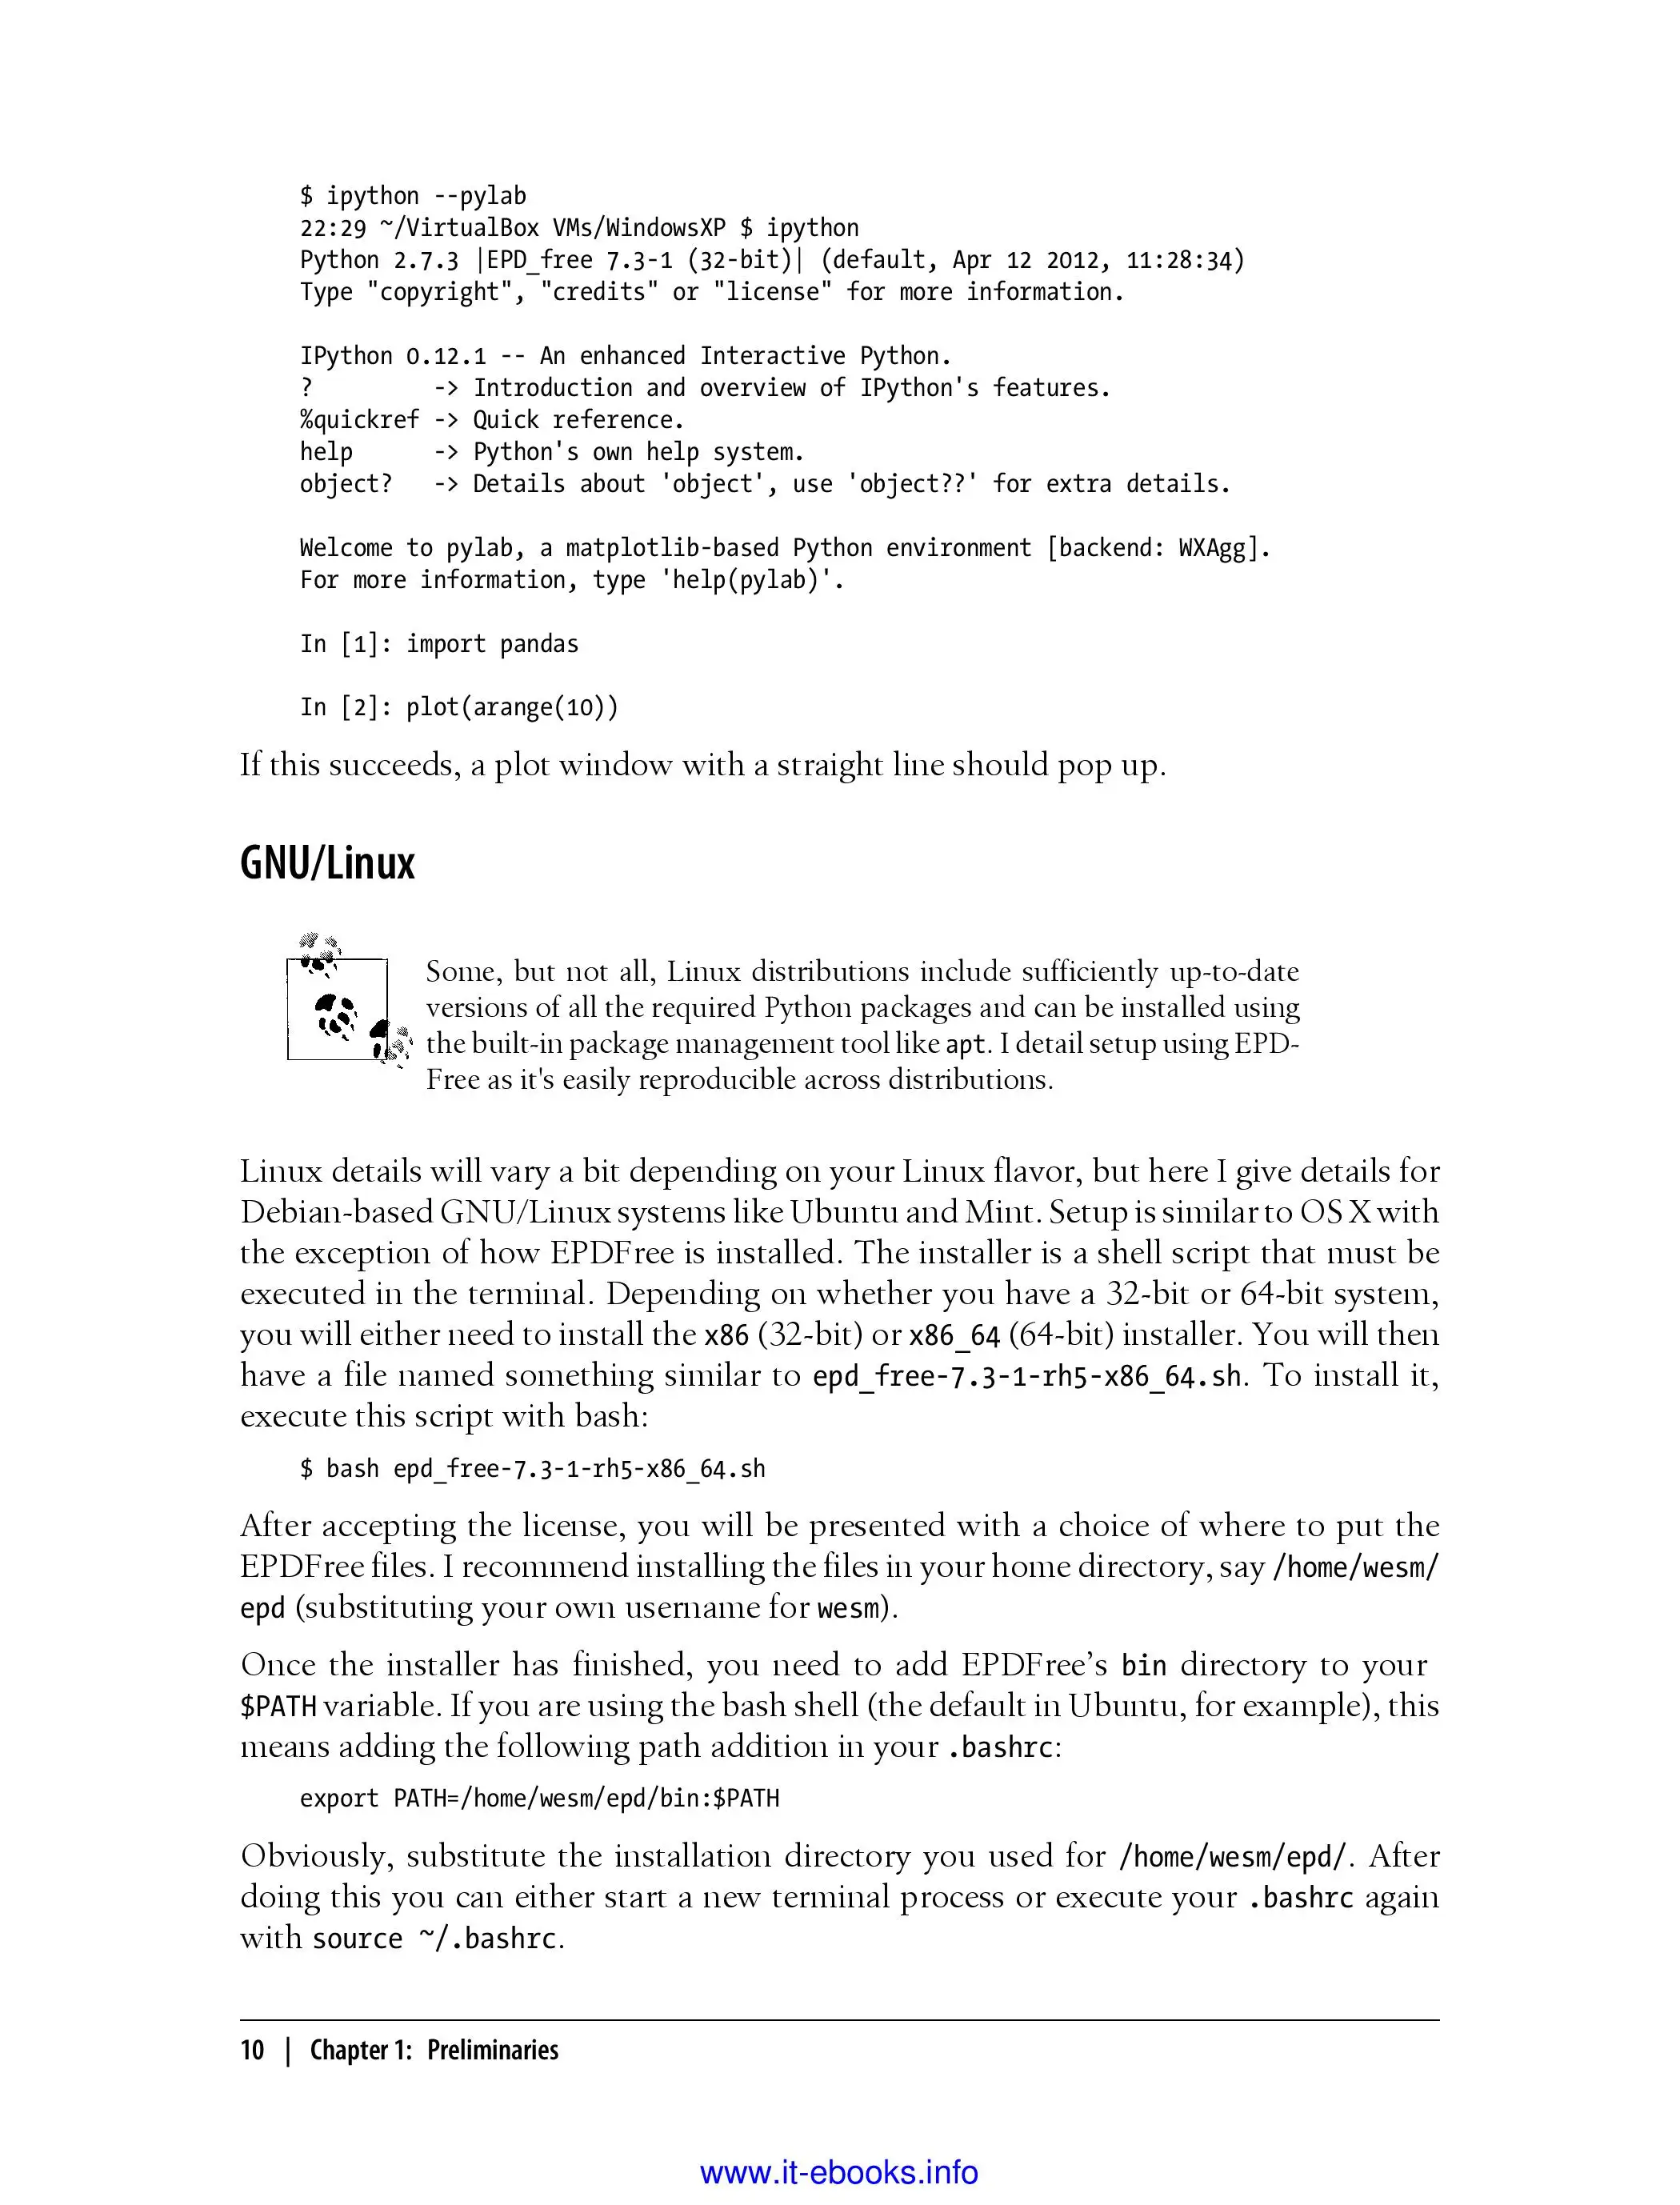 $ ipython --pylab
22:29 ~/VirtualBox VMs/WindowsXP $ ipython
Python 2.7.3 |EPD_free 7.3-1 (32-bit)| (default, Apr 12 2012, 11:28:34)
Type "copyright", "credits" or "license" for more information.
IPython 0.12.1 -- An enhanced Interactive Python.
?         -> Introduction and overview of IPython's features.
%quickref -> Quick reference.
help      -> Python's own help system.
object?   -> Details about 'object', use 'object??' for extra details.
Welcome to pylab, a matplotlib-based Python environment [backend: WXAgg].
For more information, type 'help(pylab)'.
In [1]: import pandas
In [2]: plot(arange(10))
If this succeeds, a plot window with a straight line should pop up.
GNU/Linux
Some, but not all, Linux distributions include sufficiently up-to-date
versions of all the required Python packages and can be installed using
the built-in package management tool like apt. I detail setup using EPD-
Free as it's easily reproducible across distributions.
Linux details will vary a bit depending on your Linux flavor, but here I give details for
Debian-based GNU/Linux systems like Ubuntu and Mint. Setup is similar to OS X with
the exception of how EPDFree is installed. The installer is a shell script that must be
executed in the terminal. Depending on whether you have a 32-bit or 64-bit system,
you will either need to install the x86 (32-bit) or x86_64 (64-bit) installer. You will then
have a file named something similar to epd_free-7.3-1-rh5-x86_64.sh. To install it,
execute this script with bash:
$ bash epd_free-7.3-1-rh5-x86_64.sh
After accepting the license, you will be presented with a choice of where to put the
EPDFree files. I recommend installing the files in your home directory, say /home/wesm/
epd (substituting your own username for wesm).
Once the installer has finished, you need to add EPDFree’s bin directory to your
$PATH variable. If you are using the bash shell (the default in Ubuntu, for example), this
means adding the following path addition in your .bashrc:
export PATH=/home/wesm/epd/bin:$PATH
Obviously, substitute the installation directory you used for /home/wesm/epd/. After
doing this you can either start a new terminal process or execute your .bashrc again
with source ~/.bashrc.
10 | Chapter 1: Preliminaries
www.it-ebooks.info